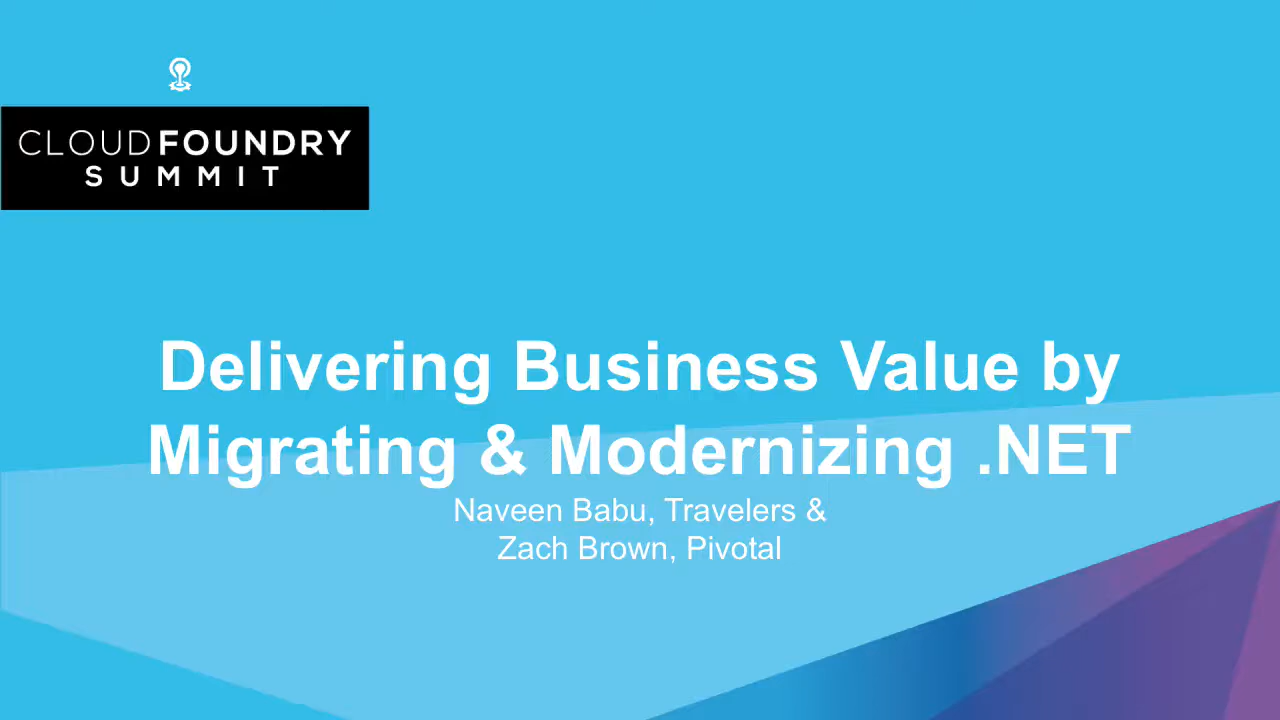 CLOUDFOUNDRY
SUMMIT
Delivering Business Value by
Migrating & Modernizing .NET
Naveen Babu, Travelers &
Zach Brown, Pivotal